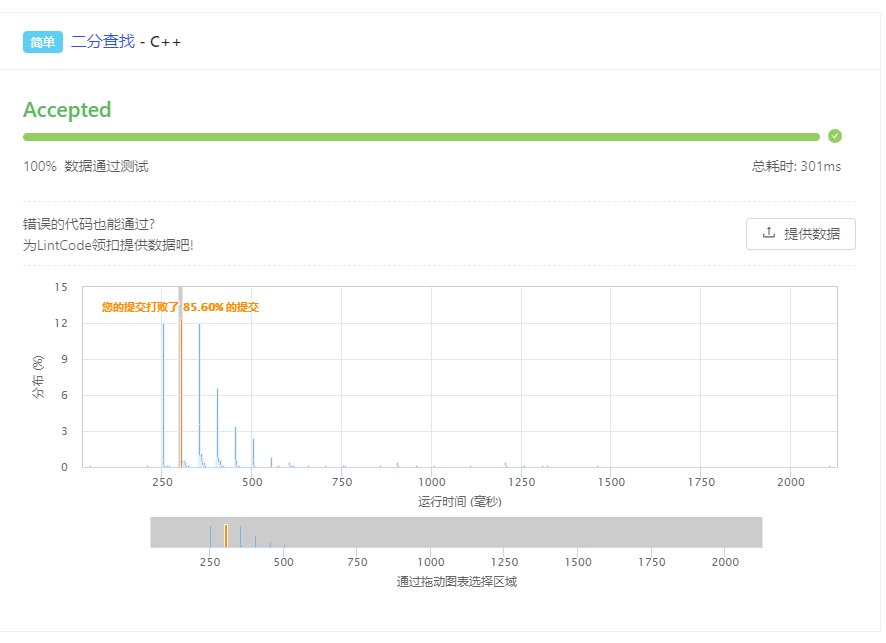 简单 二分查找 - C++
Accepted
100% 数据通过测试 总耗时: 301ms
错误的代码也能通过?
为LintCode领扣提供数据吧!
提供数据
您的提交打败了 85.60% 的提交
分布 (%)
15
12
9
6
3
0
250 500 750 1000 1250 1500 1750 2000
运行时间 (毫秒)
250 500 750 1000 1250 1500 1750 2000
通过拖动图表选择区域